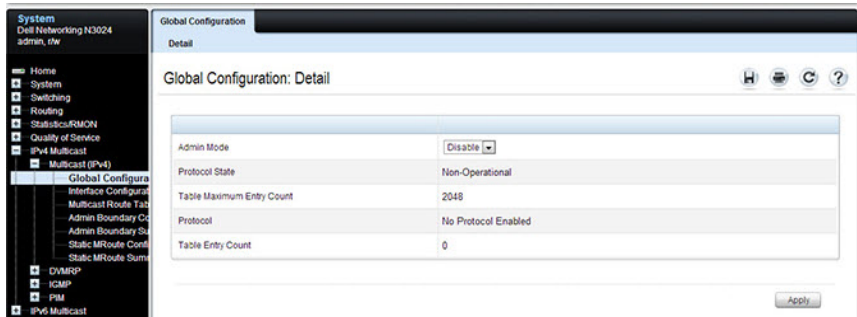 System
Dell Networking N3024
admin, r/w
Home
System
Switching
Routing
Statistics/RMON
Quality of Service
IPv4 Multicast
Multicast (IPv4)
Global Configura
Interface Configurat
Multicast Route Tab
Admin Boundary Co
Admin Boundary Su
Static MRoute Confi
Static MRoute Summ
DVMRP
IGMP
PIM
IPv6 Multicast
Global Configuration
Detail
Global Configuration: Detail
?
Admin Mode Disable
Protocol State Non-Operational
Table Maximum Entry Count 2048
Protocol No Protocol Enabled
Table Entry Count 0
Apply